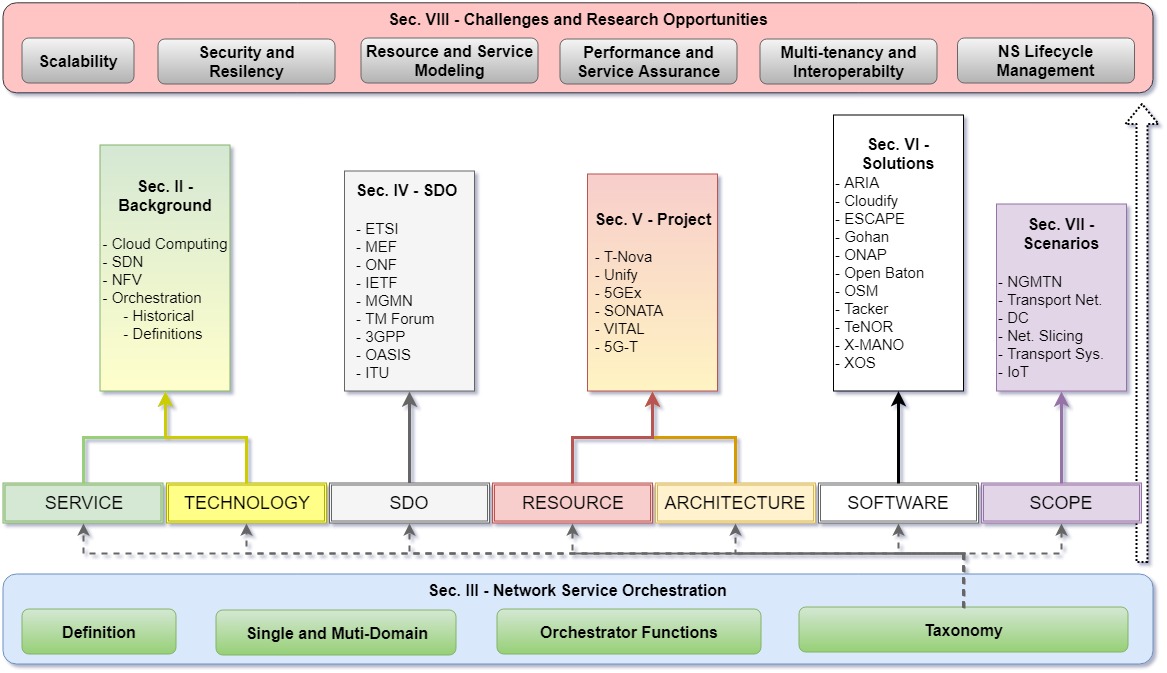 Sec. VIII - Challenges and Research Opportunities
Scalability
Security and
Resilency
Resource and Service
Modeling
Performance and
Service Assurance
Multi-tenancy and
Interoperabilty
NS Lifecycle
Management
Sec. II -
Background
- Cloud Computing
- SDN
- NFV
- Orchestration
- Historical
- Definitions
Sec. IV - SDO
- ETSI
- MEF
- ONF
- IETF
- MGMN
- TM Forum
- 3GPP
- OASIS
- ITU
Sec. V - Project
- T-Nova
- Unify
- 5GEx
- SONATA
- VITAL
- 5G-T
Sec. VI -
Solutions
- ARIA
- Cloudify
- ESCAPE
- Gohan
- ONAP
- Open Baton
- OSM
- Tacker
- TeNOR
- X-MANO
- XOS
Sec. VII -
Scenarios
- NGMTN
- Transport Net.
- DC
- Net. Slicing
- Transport Sys.
- IoT
SERVICE
TECHNOLOGY
SDO
RESOURCE
ARCHITECTURE
SOFTWARE
SCOPE
Sec. III - Network Service Orchestration
Definition
Single and Muti-Domain
Orchestrator Functions
Taxonomy